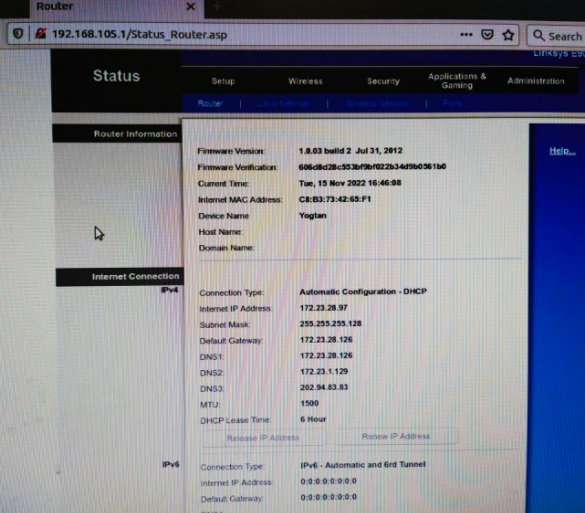 Router
192.168.105.1/Status_Router.asp
Search
Linksys E90
Status
Setup
Wireless
Security
Applications & Gaming
Administration
Router | Local Network | Wireless Network | Ports
Router Information
Firmware Version: 1.0.03 build 2 Jul 31, 2012
Firmware Verification:
Current Time: Tue, 15 Nov 2022 16:46:08
Internet MAC Address: C8:B3:73:42:65:F1
Device Name Yogtan
Host Name:
Domain Name:
Help...
Internet Connection
IPv4
Connection Type: Automatic Configuration - DHCP
Internet IP Address: 172.23.28.97
Subnet Mask: 255.255.255.128
Default Gateway: 172.23.28.126
DNS1: 172.23.28.126
DNS2: 172.23.1.129
DNS3: 202.94.83.83
MTU: 1500
DHCP Lease Time: 6 Hour
Release IP Address
Renew IP Address
IPv6
Connection Type: IPv6 - Automatic and 6rd Tunnel
Internet IP Address: 0:0:0:0:0:0:0:0
Default Gateway: 0:0:0:0:0:0:0:0